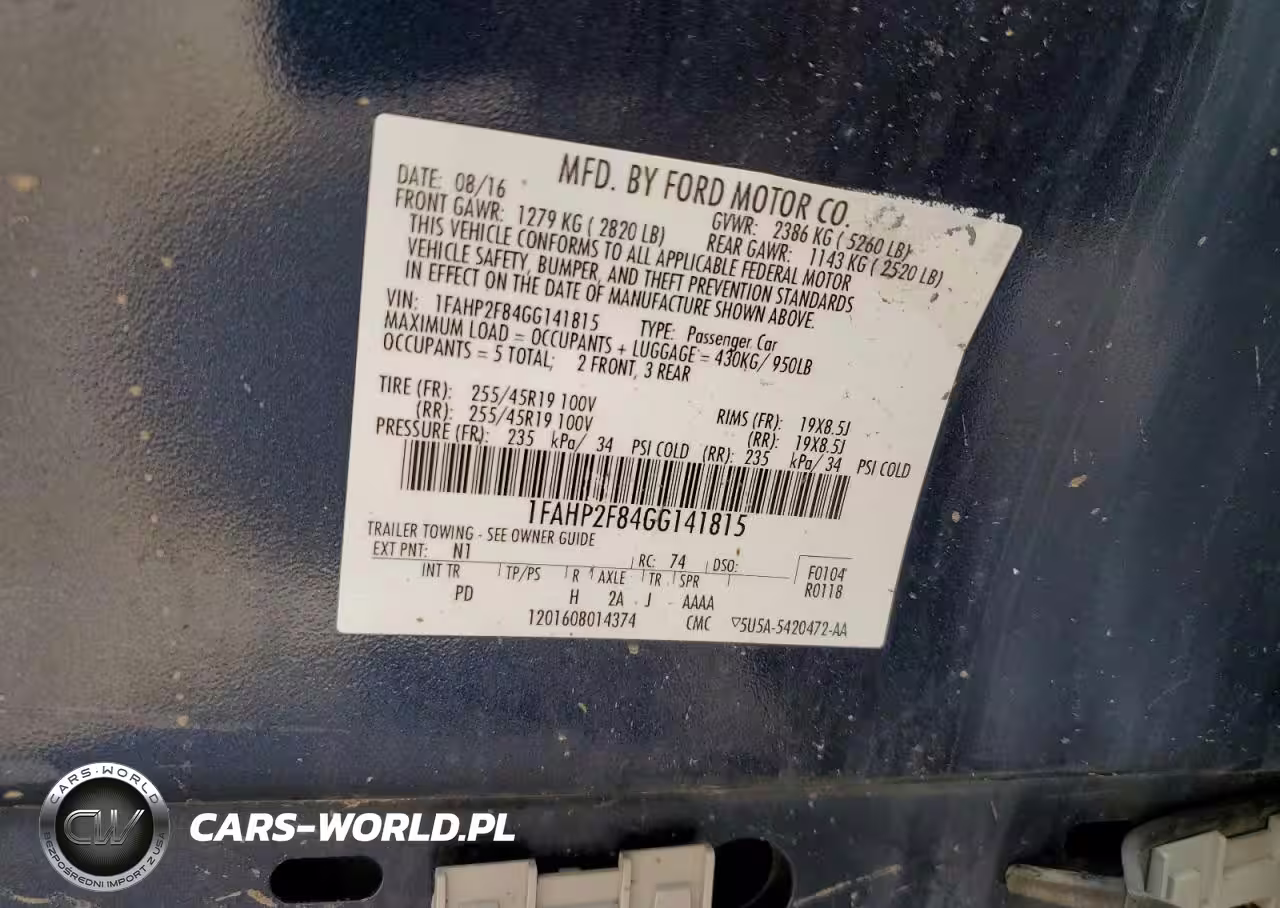 MFD. BY FORD MOTOR CO.
DATE: 08/16 GVWR: 2386 KG ( 5260 LB)
FRONT GAWR: 1279 KG ( 2820 LB) REAR GAWR: 1143 KG ( 2520 LB)
THIS VEHICLE CONFORMS TO ALL APPLICABLE FEDERAL MOTOR
VEHICLE SAFETY, BUMPER, AND THEFT PREVENTION STANDARDS
IN EFFECT ON THE DATE OF MANUFACTURE SHOWN ABOVE.
VIN: 1FAHP2F84GG141815 TYPE: Passenger Car
MAXIMUM LOAD = OCCUPANTS + LUGGAGE = 430KG/ 950LB
OCCUPANTS = 5 TOTAL; 2 FRONT, 3 REAR
TIRE (FR): 255/45R19 100V RIMS (FR): 19X8.5J
(RR): 255/45R19 100V (RR): 19X8.5J
PRESSURE (FR): 235 kPa/ 34 PSI COLD (RR): 235 kPa/ 34 PSI COLD
1FAHP2F84GG141815
TRAILER TOWING - SEE OWNER GUIDE
EXT PNT: N1 RC: 74 DSO: F0104
INT TR TP/PS R AXLE TR SPR R0118
PD H 2A J AAAA
1201608014374 CMC ▽5U5A-5420472-AA
CARS-WORLD
CW
BEZPOŚREDNI IMPORT Z USA
CARS-WORLD.PL